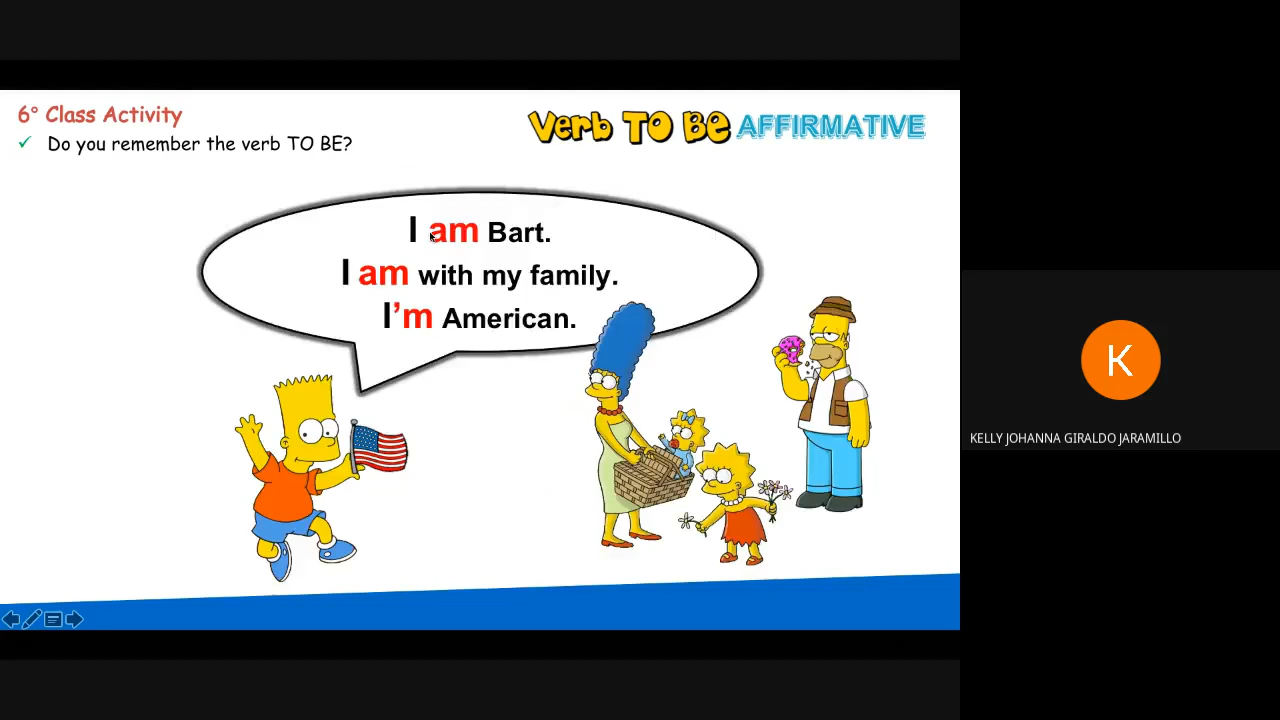 6° Class Activity
✓ Do you remember the verb TO BE?
Verb TO Be AFFIRMATIVE
I am Bart.
I am with my family.
I'm American.
K
KELLY JOHANNA GIRALDO JARAMILLO